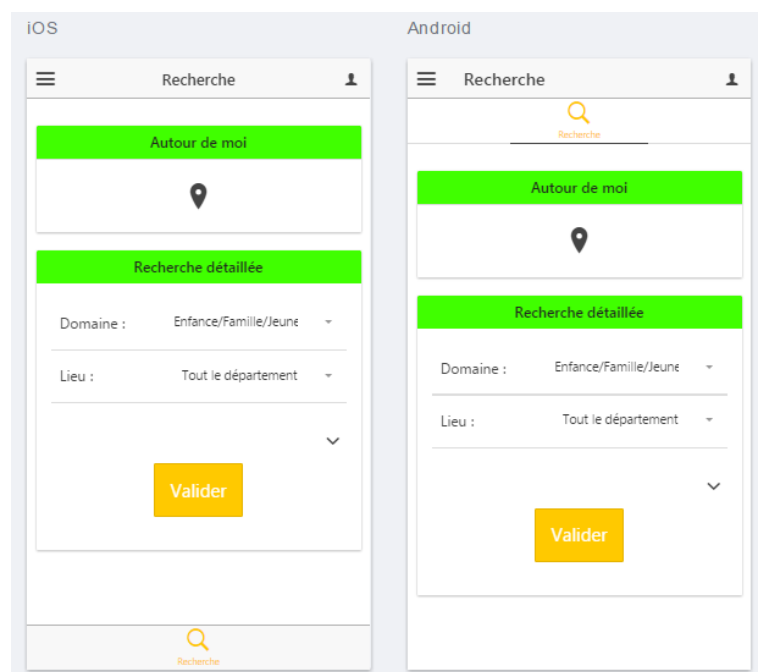 iOS
Recherche
Autour de moi
Recherche détaillée
Domaine : Enfance/Famille/Jeune
Lieu : Tout le département
Valider
Recherche
Android
Recherche
Recherche
Autour de moi
Recherche détaillée
Domaine : Enfance/Famille/Jeune
Lieu : Tout le département
Valider